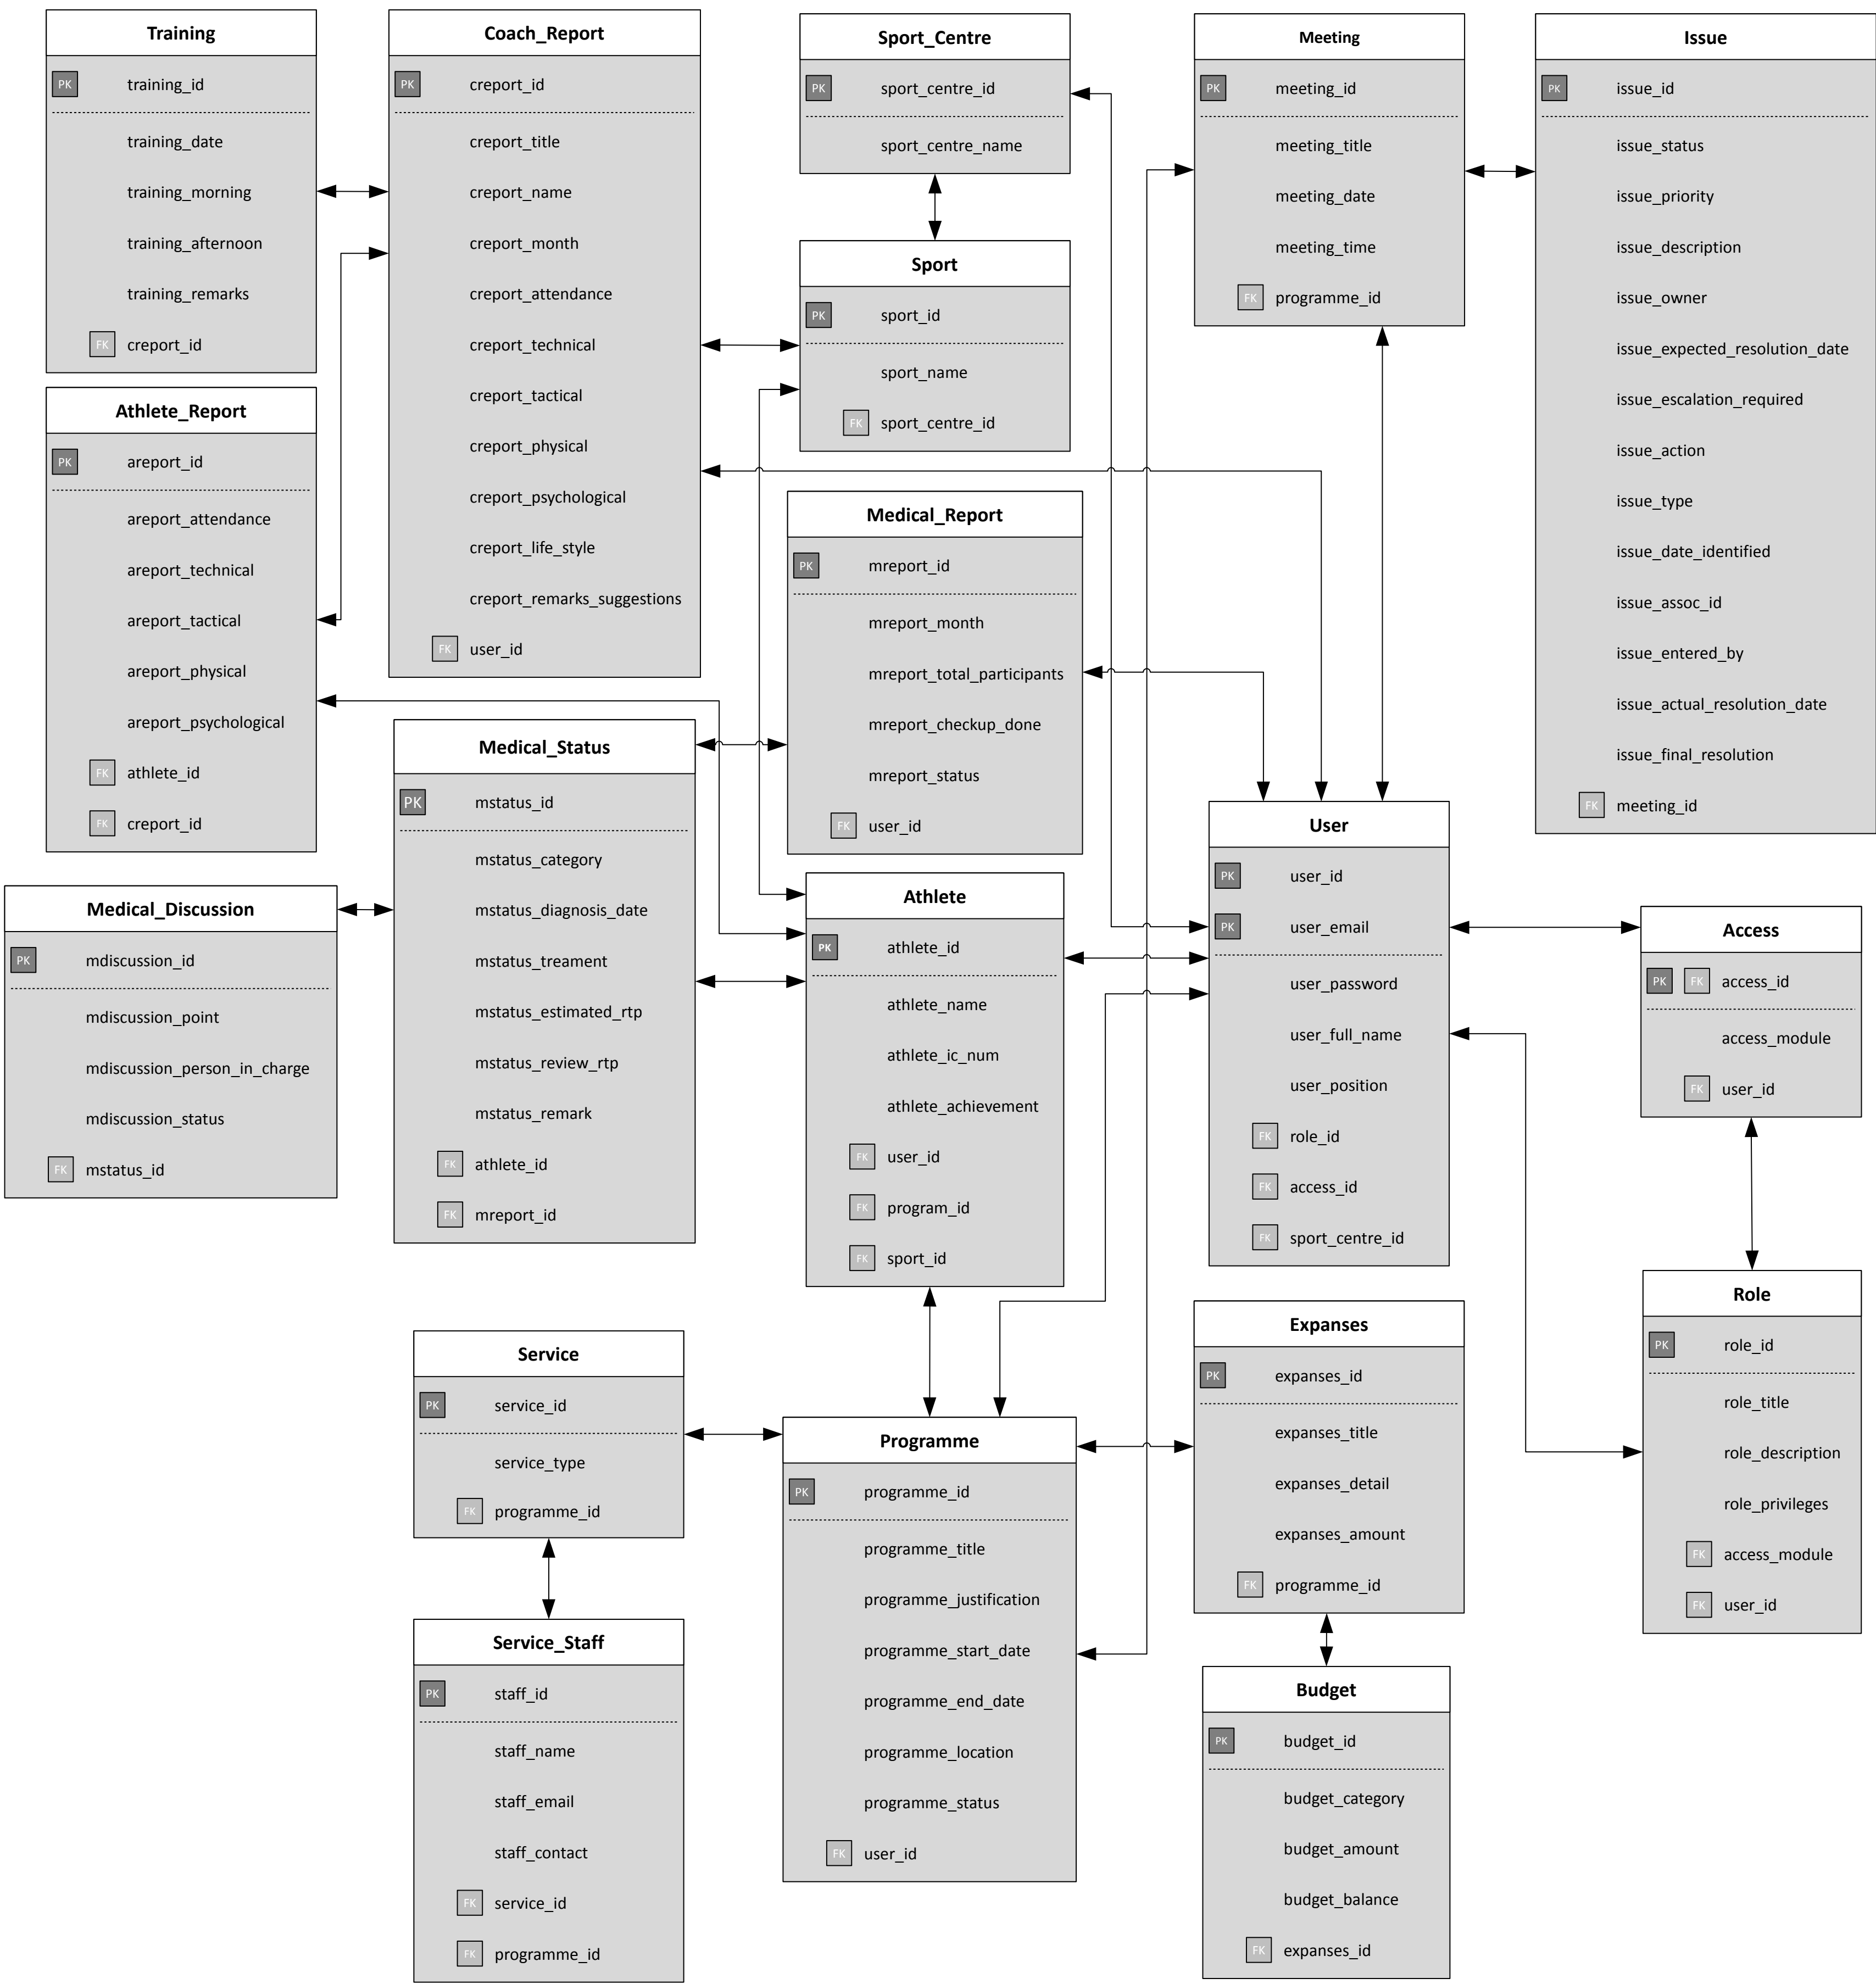 Training
PK training_id
training_date
training_morning
training_afternoon
training_remarks
FK creport_id
Coach_Report
PK creport_id
creport_title
creport_name
creport_month
creport_attendance
creport_technical
creport_tactical
creport_physical
creport_psychological
creport_life_style
creport_remarks_suggestions
FK user_id
Sport_Centre
PK sport_centre_id
sport_centre_name
Meeting
PK meeting_id
meeting_title
meeting_date
meeting_time
FK programme_id
Issue
PK issue_id
issue_status
issue_priority
issue_description
issue_owner
issue_expected_resolution_date
issue_escalation_required
issue_action
issue_type
issue_date_identified
issue_assoc_id
issue_entered_by
issue_actual_resolution_date
issue_final_resolution
FK meeting_id
Sport
PK sport_id
sport_name
FK sport_centre_id
Athlete_Report
PK areport_id
areport_attendance
areport_technical
areport_tactical
areport_physical
areport_psychological
FK athlete_id
FK creport_id
Medical_Report
PK mreport_id
mreport_month
mreport_total_participants
mreport_checkup_done
mreport_status
FK user_id
Medical_Status
PK mstatus_id
mstatus_category
mstatus_diagnosis_date
mstatus_treament
mstatus_estimated_rtp
mstatus_review_rtp
mstatus_remark
FK athlete_id
FK mreport_id
User
PK user_id
PK user_email
user_password
user_full_name
user_position
FK role_id
FK access_id
FK sport_centre_id
Medical_Discussion
PK mdiscussion_id
mdiscussion_point
mdiscussion_person_in_charge
mdiscussion_status
FK mstatus_id
Athlete
PK athlete_id
athlete_name
athlete_ic_num
athlete_achievement
FK user_id
FK program_id
FK sport_id
Access
PK FK access_id
access_module
FK user_id
Role
PK role_id
role_title
role_description
role_privileges
FK access_module
FK user_id
Service
PK service_id
service_type
FK programme_id
Expanses
PK expanses_id
expanses_title
expanses_detail
expanses_amount
FK programme_id
Programme
PK programme_id
programme_title
programme_justification
programme_start_date
programme_end_date
programme_location
programme_status
FK user_id
Service_Staff
PK staff_id
staff_name
staff_email
staff_contact
FK service_id
FK programme_id
Budget
PK budget_id
budget_category
budget_amount
budget_balance
FK expanses_id